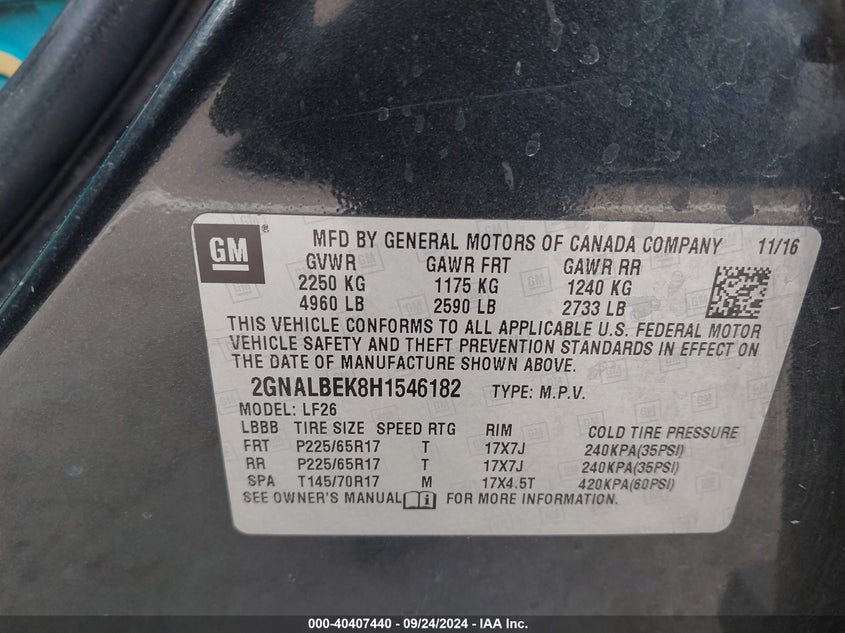 GM®
MFD BY GENERAL MOTORS OF CANADA COMPANY 11/16
GVWR GAWR FRT GAWR RR
2250 KG 1175 KG 1240 KG
4960 LB 2590 LB 2733 LB
THIS VEHICLE CONFORMS TO ALL APPLICABLE U.S. FEDERAL MOTOR
VEHICLE SAFETY AND THEFT PREVENTION STANDARDS IN EFFECT ON
THE DATE OF MANUFACTURE SHOWN ABOVE.
2GNALBEK8H1546182 TYPE: M.P.V.
MODEL: LF26
LBBB TIRE SIZE SPEED RTG RIM COLD TIRE PRESSURE
FRT P225/65R17 T 17X7J 240KPA(35PSI)
RR P225/65R17 T 17X7J 240KPA(35PSI)
SPA T145/70R17 M 17X4.5T 420KPA(60PSI)
SEE OWNER'S MANUAL FOR MORE INFORMATION.
000-40407440 - 09/24/2024 - IAA Inc.